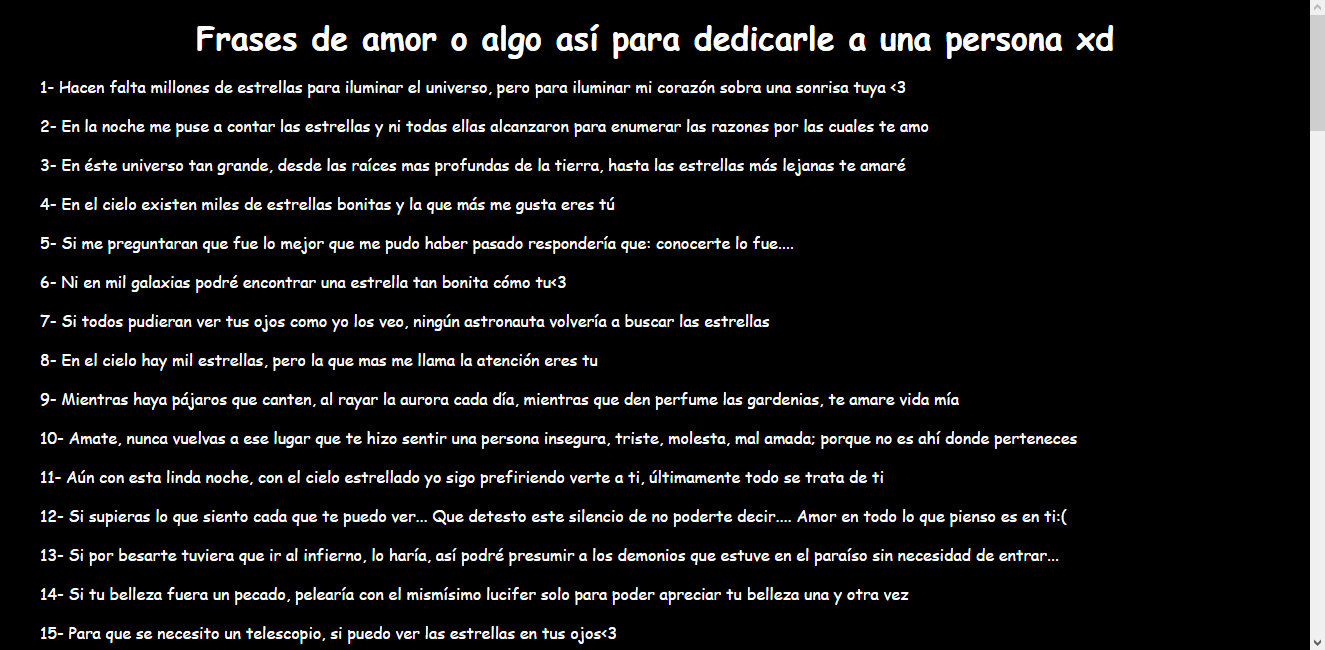 Frases de amor o algo así para dedicarle a una persona xd
1- Hacen falta millones de estrellas para iluminar el universo, pero para iluminar mi corazón sobra una sonrisa tuya <3
2- En la noche me puse a contar las estrellas y ni todas ellas alcanzaron para enumerar las razones por las cuales te amo
3- En éste universo tan grande, desde las raíces mas profundas de la tierra, hasta las estrellas más lejanas te amaré
4- En el cielo existen miles de estrellas bonitas y la que más me gusta eres tú
5- Si me preguntaran que fue lo mejor que me pudo haber pasado respondería que: conocerte lo fue....
6- Ni en mil galaxias podré encontrar una estrella tan bonita cómo tu<3
7- Si todos pudieran ver tus ojos como yo los veo, ningún astronauta volvería a buscar las estrellas
8- En el cielo hay mil estrellas, pero la que mas me llama la atención eres tu
9- Mientras haya pájaros que canten, al rayar la aurora cada día, mientras que den perfume las gardenias, te amare vida mía
10- Amate, nunca vuelvas a ese lugar que te hizo sentir una persona insegura, triste, molesta, mal amada; porque no es ahí donde perteneces
11- Aún con esta linda noche, con el cielo estrellado yo sigo prefiriendo verte a ti, últimamente todo se trata de ti
12- Si supieras lo que siento cada que te puedo ver... Que detesto este silencio de no poderte decir.... Amor en todo lo que pienso es en ti:(
13- Si por besarte tuviera que ir al infierno, lo haría, así podré presumir a los demonios que estuve en el paraíso sin necesidad de entrar...
14- Si tu belleza fuera un pecado, pelearía con el mismísimo lucifer solo para poder apreciar tu belleza una y otra vez
15- Para que se necesito un telescopio, si puedo ver las estrellas en tus ojos<3